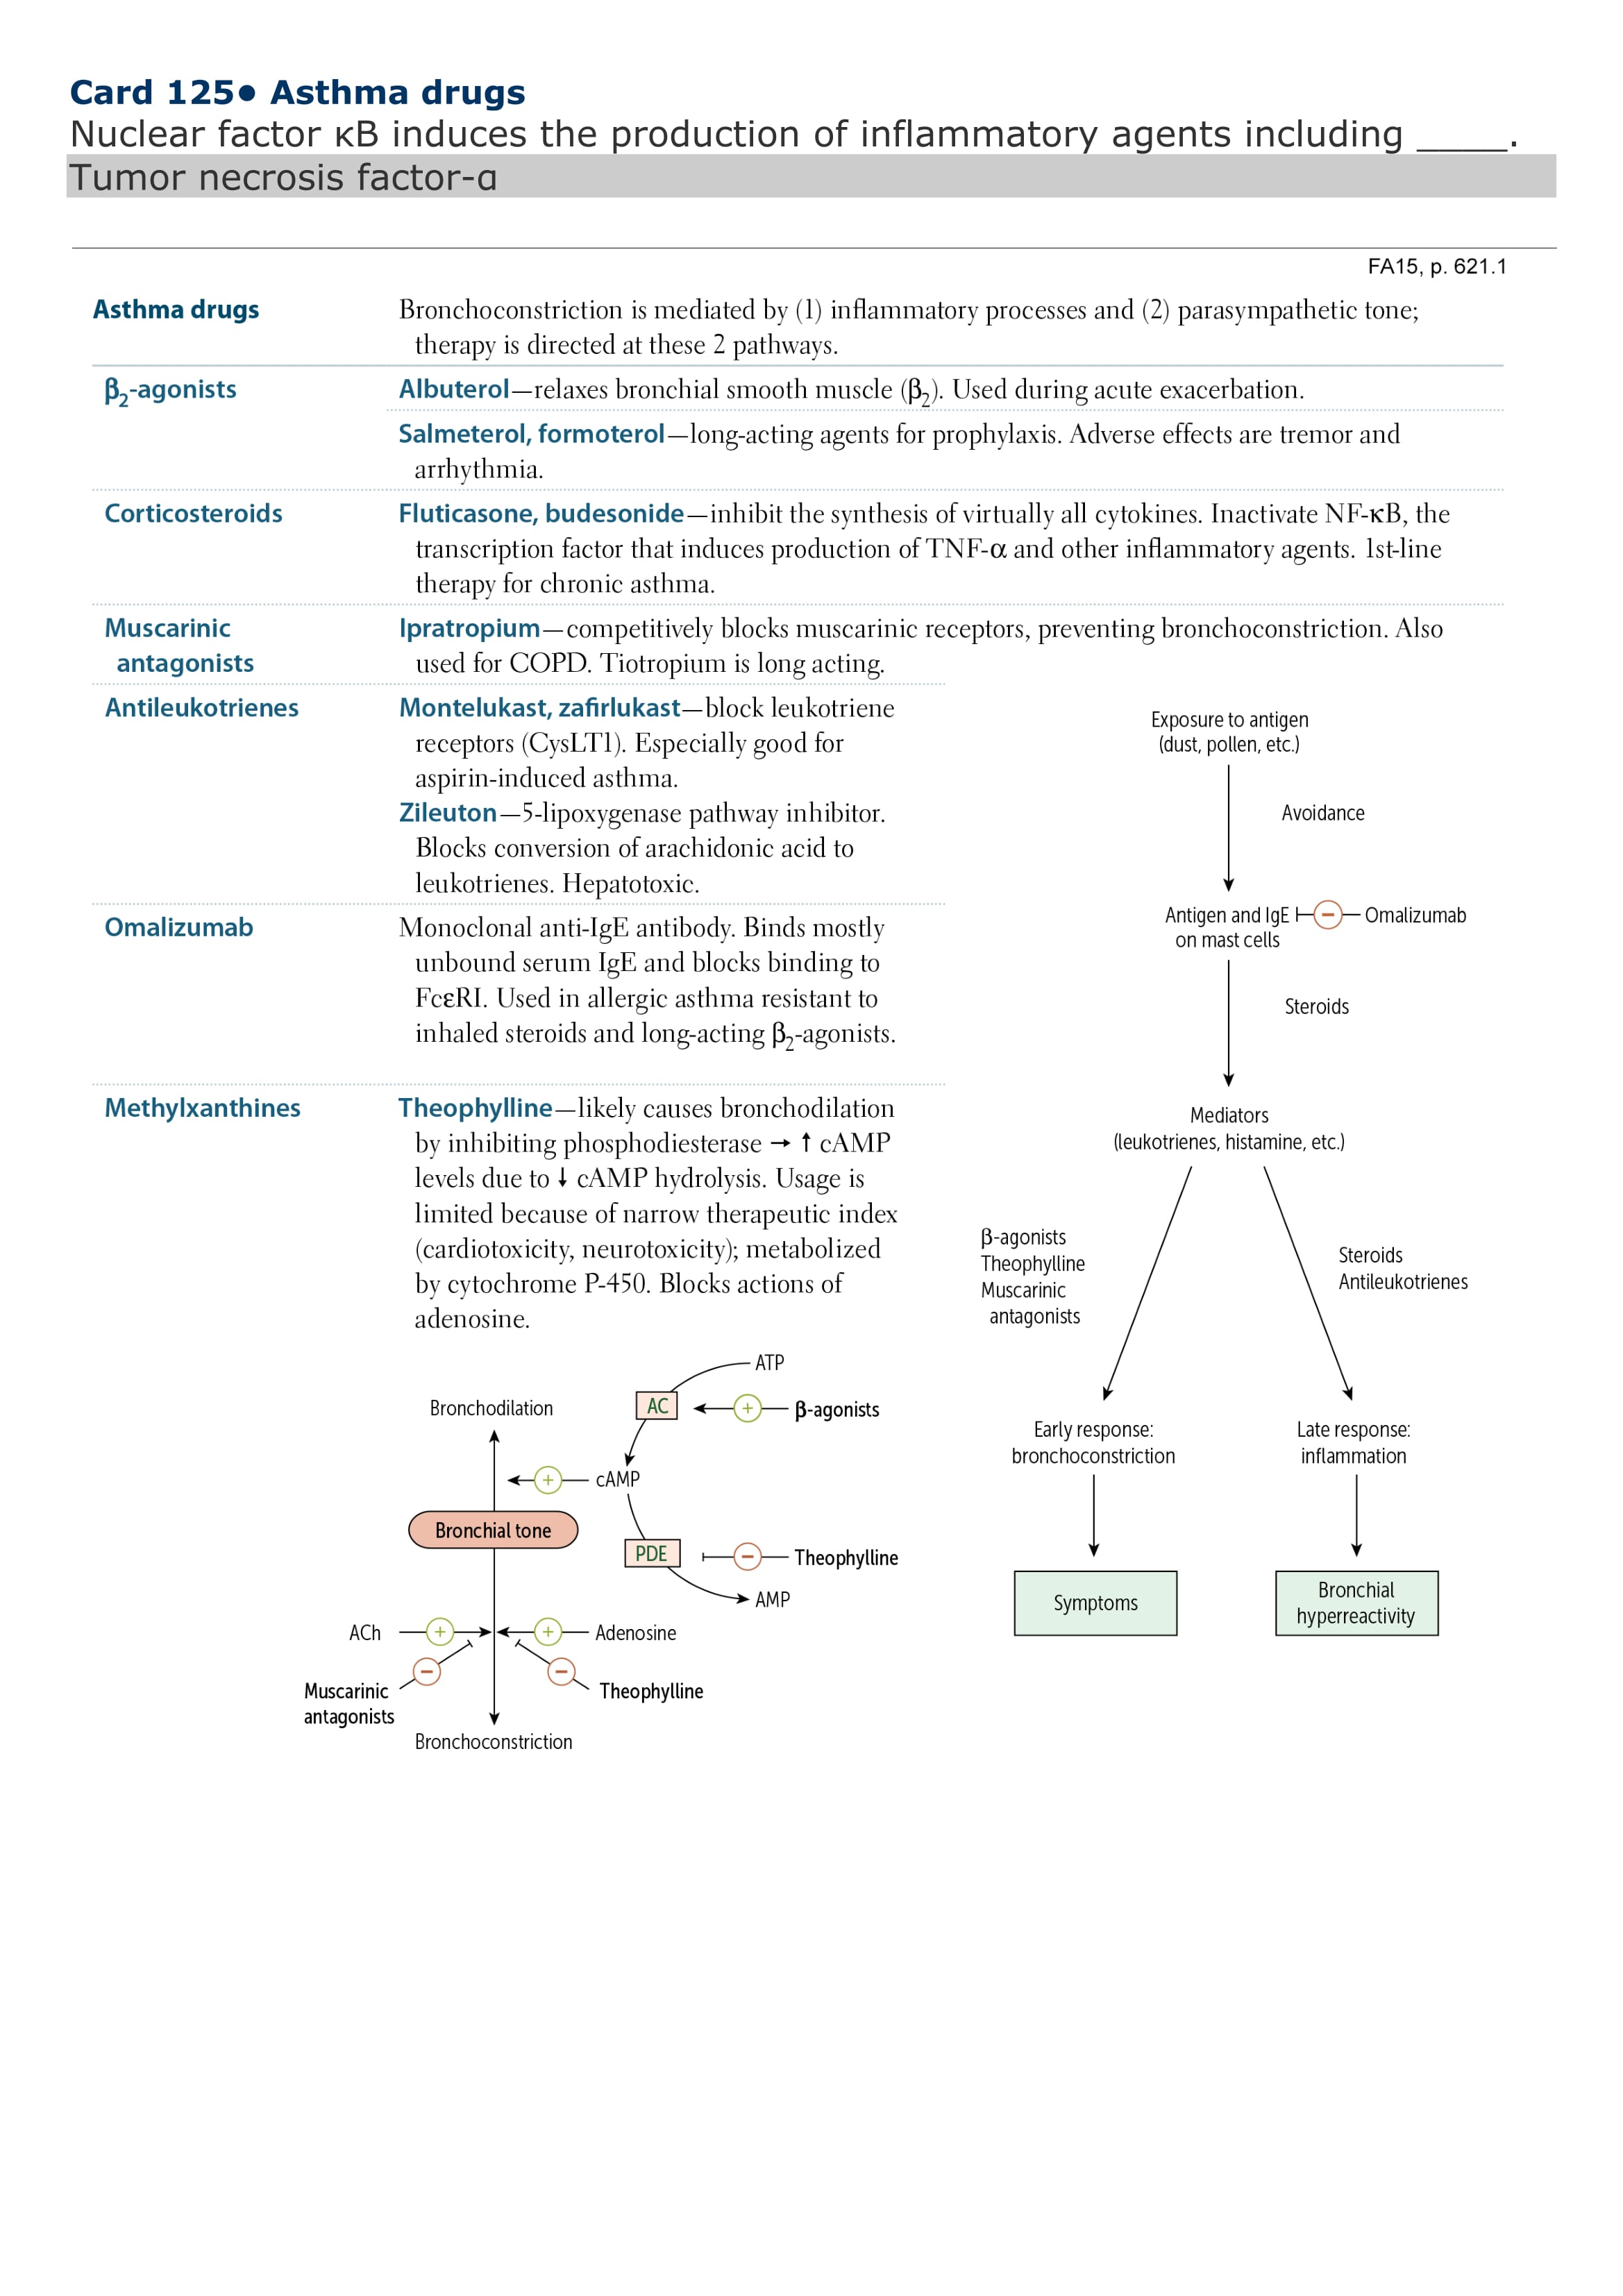 Card 125● Asthma drugs
Nuclear factor κB induces the production of inflammatory agents including _____.
Tumor necrosis factor-α
FA15, p. 621.1
Asthma drugs
Bronchoconstriction is mediated by (1) inflammatory processes and (2) parasympathetic tone;
therapy is directed at these 2 pathways.
β₂-agonists
Albuterol—relaxes bronchial smooth muscle (β₂). Used during acute exacerbation.
Salmeterol, formoterol—long-acting agents for prophylaxis. Adverse effects are tremor and
arrhythmia.
Corticosteroids
Fluticasone, budesonide—inhibit the synthesis of virtually all cytokines. Inactivate NF-κB, the
transcription factor that induces production of TNF-α and other inflammatory agents. 1st-line
therapy for chronic asthma.
Muscarinic
antagonists
Ipratropium—competitively blocks muscarinic receptors, preventing bronchoconstriction. Also
used for COPD. Tiotropium is long acting.
Antileukotrienes
Montelukast, zafirlukast—block leukotriene
receptors (CysLT1). Especially good for
aspirin-induced asthma.
Zileuton—5-lipoxygenase pathway inhibitor.
Blocks conversion of arachidonic acid to
leukotrienes. Hepatotoxic.
Omalizumab
Monoclonal anti-IgE antibody. Binds mostly
unbound serum IgE and blocks binding to
FcεRI. Used in allergic asthma resistant to
inhaled steroids and long-acting β₂-agonists.
Methylxanthines
Theophylline—likely causes bronchodilation
by inhibiting phosphodiesterase → ↑ cAMP
levels due to ↓ cAMP hydrolysis. Usage is
limited because of narrow therapeutic index
(cardiotoxicity, neurotoxicity); metabolized
by cytochrome P-450. Blocks actions of
adenosine.
ATP
Bronchodilation
AC
+
β-agonists
+
cAMP
Bronchial tone
PDE
−
Theophylline
AMP
ACh
+
+
Adenosine
−
−
Muscarinic
antagonists
Theophylline
Bronchoconstriction
Exposure to antigen
(dust, pollen, etc.)
Avoidance
Antigen and IgE
on mast cells
−
Omalizumab
Steroids
Mediators
(leukotrienes, histamine, etc.)
β-agonists
Theophylline
Muscarinic
antagonists
Steroids
Antileukotrienes
Early response:
bronchoconstriction
Late response:
inflammation
Symptoms
Bronchial
hyperreactivity